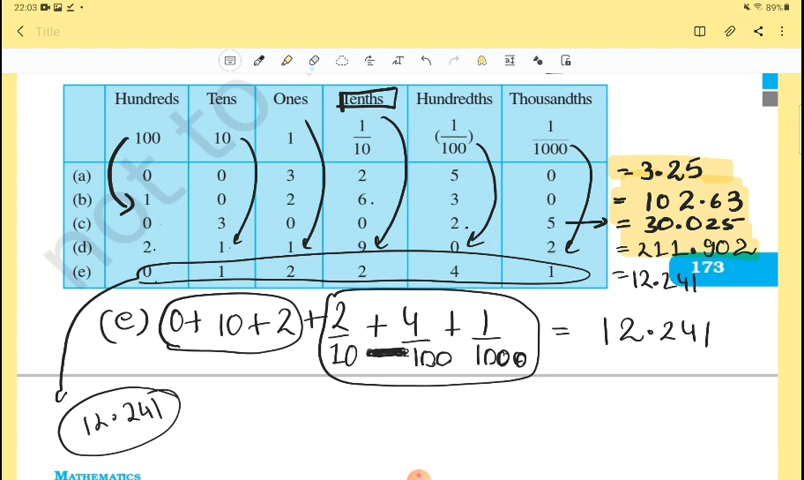 22:03 89%
Title
Hundreds Tens Ones Tenths Hundredths Thousandths
100 10 1 1/10 (1/100) 1/1000
(a) 0 0 3 2 5 0 = 3.25
(b) 1 0 2 6. 3 0 = 102.63
(c) 0 3 0 0 2. 5 = 30.025
(d) 2. 1. 1 9 0 2 = 211.902
(e) 0 1 2 2 4 1 = 12.241
173
not to
(e) 0 + 10 + 2 + 2/10 + 4/100 + 1/1000 = 12.241
12.241
MATHEMATICS